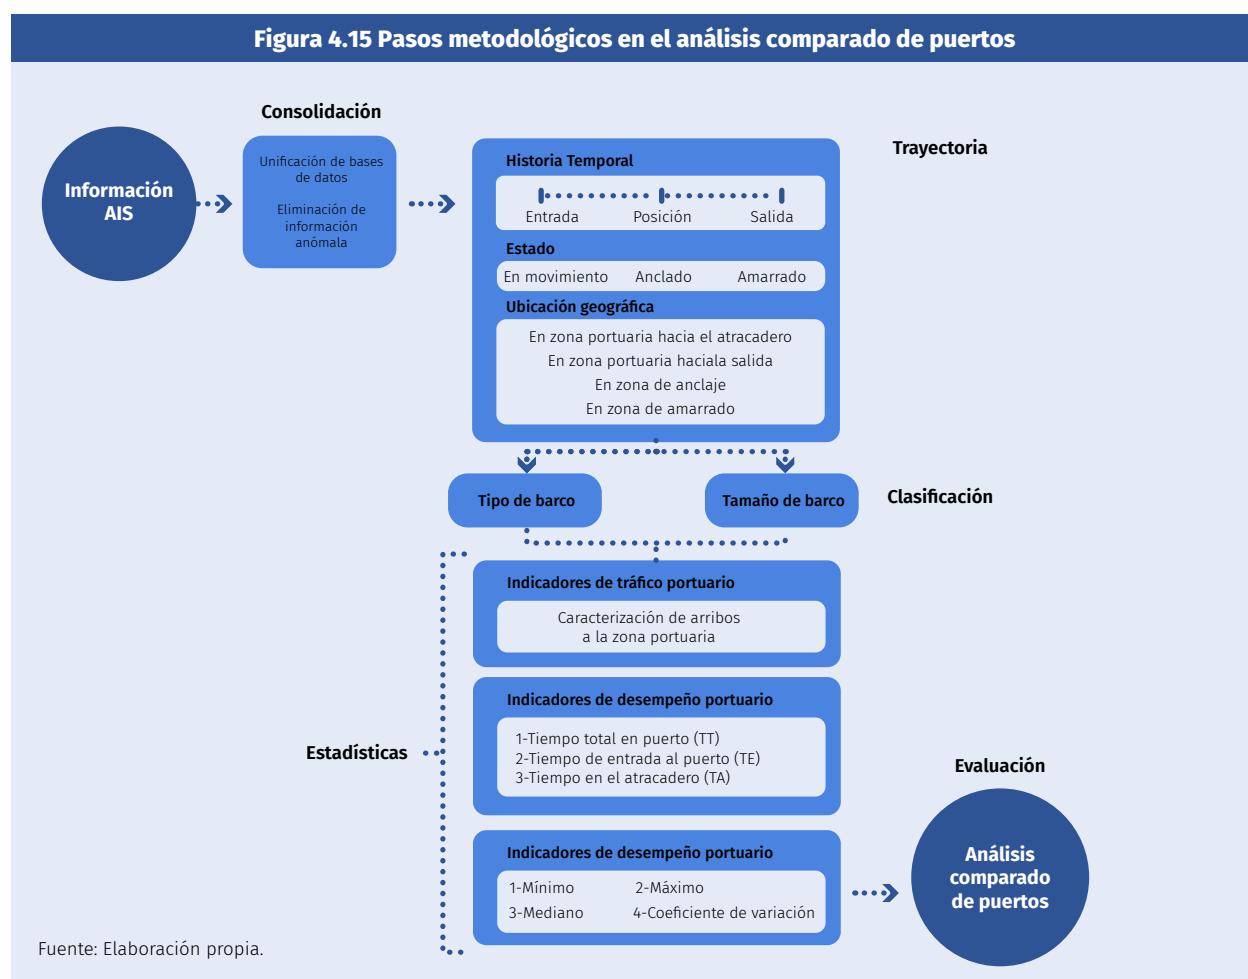 Figura 4.15 Pasos metodológicos en el análisis comparado de puertos
Consolidación
Información
AIS
Unificación de bases
de datos
Eliminación de
información
anómala
Trayectoria
Historia Temporal
Entrada Posición Salida
Estado
En movimiento Anclado Amarrado
Ubicación geográfica
En zona portuaria hacia el atracadero
En zona portuaria haciala salida
En zona de anclaje
En zona de amarrado
Tipo de barco
Tamaño de barco
Clasificación
Indicadores de tráfico portuario
Caracterización de arribos
a la zona portuaria
Indicadores de desempeño portuario
1-Tiempo total en puerto (TT)
2-Tiempo de entrada al puerto (TE)
3-Tiempo en el atracadero (TA)
Estadísticas
Indicadores de desempeño portuario
1-Mínimo 2-Máximo
3-Mediano 4-Coeficiente de variación
Evaluación
Análisis
comparado
de puertos
Fuente: Elaboración propia.